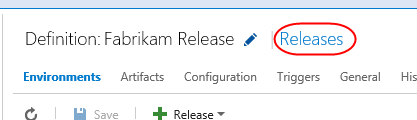 Definition: Fabrikam Release Releases
Environments Artifacts Configuration Triggers General His
Save Release